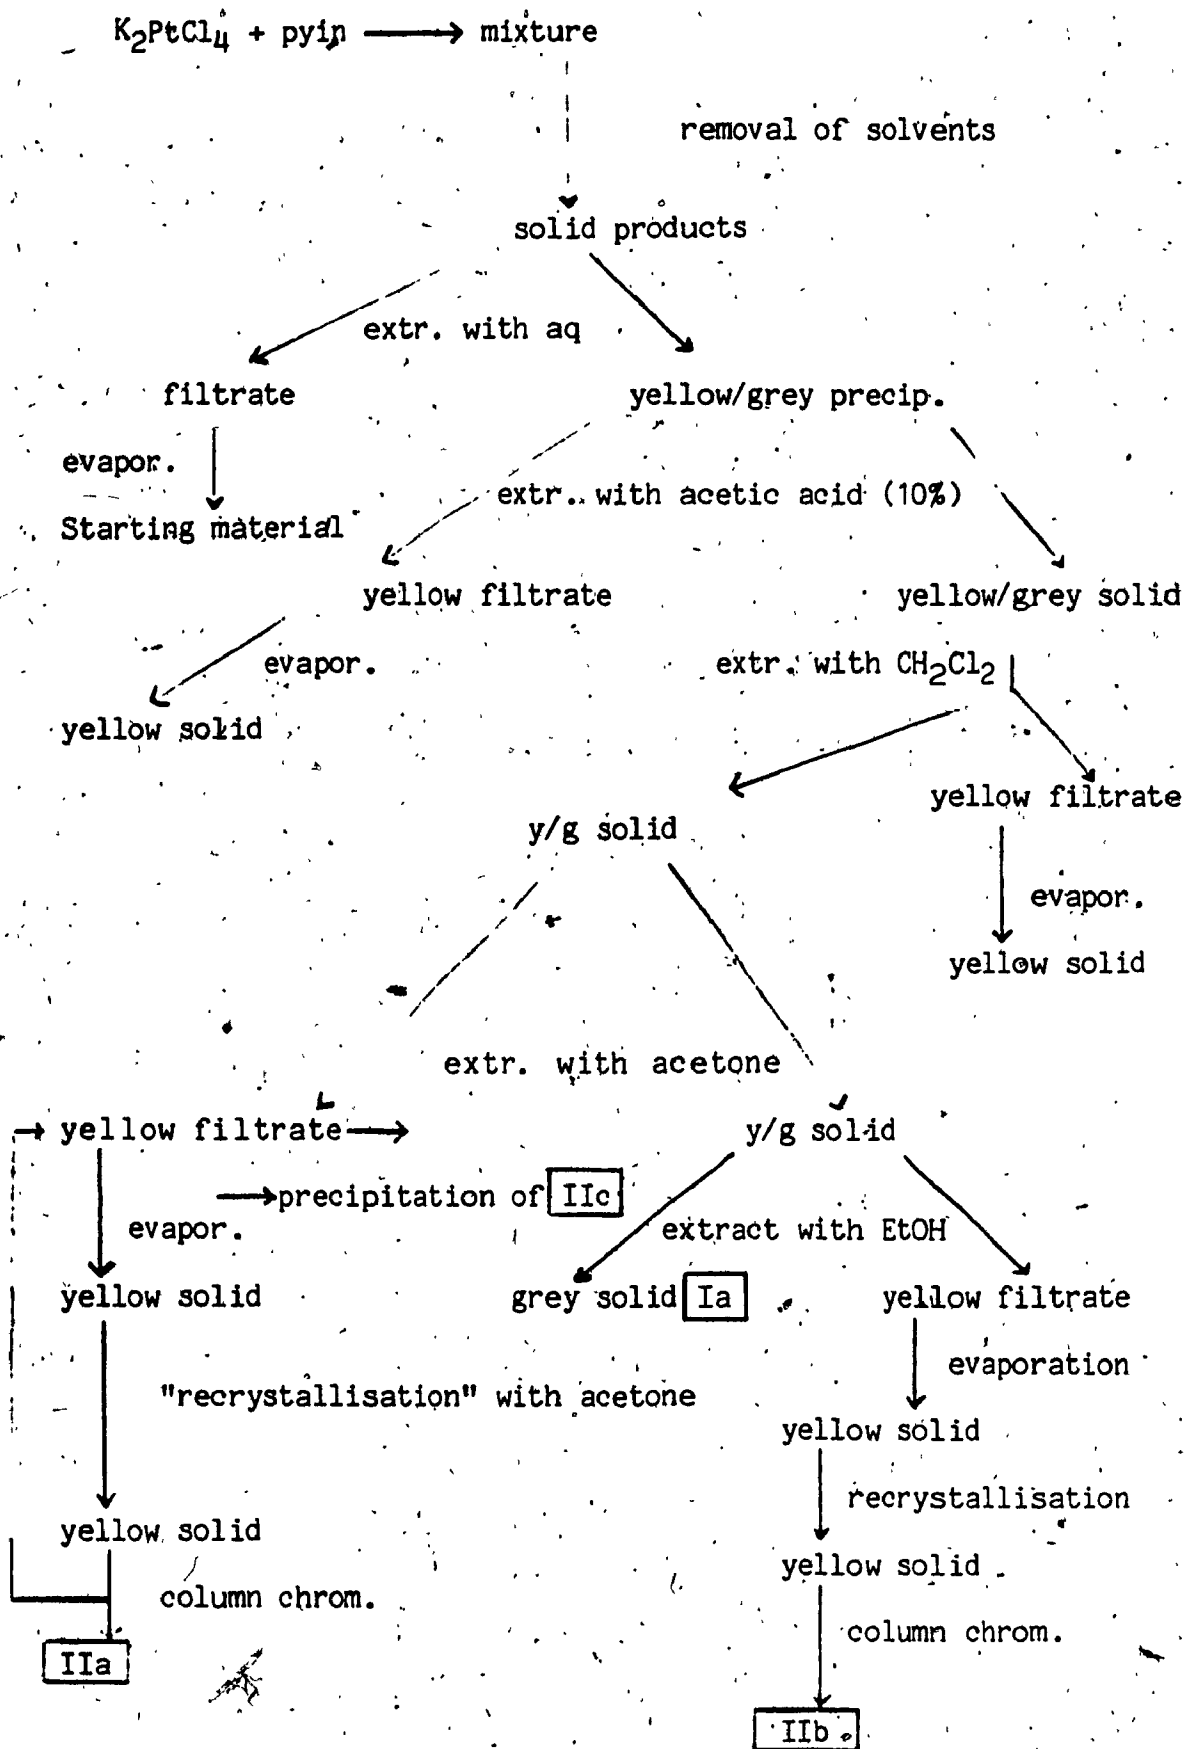 K2PtCl4 + pyin → mixture
removal of solvents
solid products
extr. with aq
filtrate
yellow/grey precip.
evapor.
extr. with acetic acid (10%)
Starting material
yellow filtrate
yellow/grey solid
evapor.
extr. with CH2Cl2
yellow solid
yellow filtrate
y/g solid
evapor.
yellow solid
extr. with acetone
yellow filtrate
y/g solid
precipitation of IIc
evapor.
extract with EtOH
yellow solid
grey solid Ia
yellow filtrate
evaporation
"recrystallisation" with acetone
yellow solid
recrystallisation
yellow solid
yellow solid
column chrom.
column chrom.
IIa
IIb